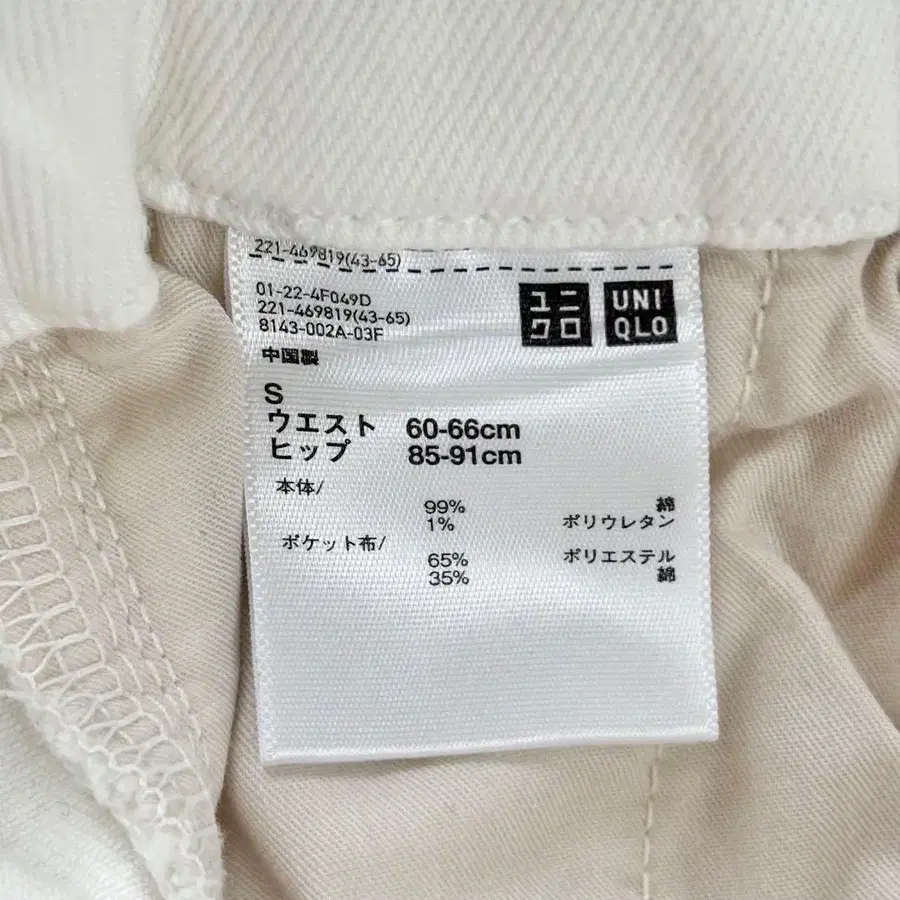 221-469819(43-65)
01-22-4F049D
221-469819(43-65)
8143-002A-03F
ユニ
クロ
UNI
QLO
中国製
S
ウエスト 60-66cm
ヒップ 85-91cm
本体/
99% 綿
1% ポリウレタン
ポケット布/
65% ポリエステル
35% 綿